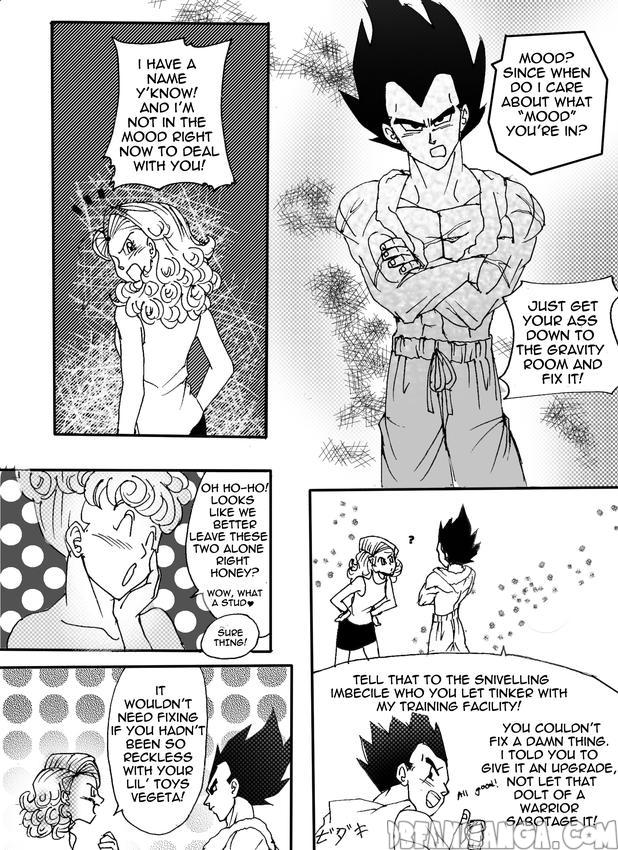 I HAVE A
NAME
Y'KNOW!
AND I'M
NOT IN THE
MOOD RIGHT
NOW TO DEAL
WITH YOU!
MOOD?
SINCE WHEN
DO I CARE
ABOUT WHAT
"MOOD"
YOU'RE IN?
JUST GET
YOUR ASS
DOWN TO
THE GRAVITY
ROOM AND
FIX IT!
OH HO-HO!
LOOKS
LIKE WE
BETTER
LEAVE THESE
TWO ALONE
RIGHT
HONEY?
WOW, WHAT
A STUD♥
SURE
THING!
?
IT
WOULDN'T
NEED FIXING
IF YOU HADN'T
BEEN SO
RECKLESS
WITH YOUR
LIL' TOYS
VEGETA!
TELL THAT TO THE SNIVELLING
IMBECILE WHO YOU LET TINKER WITH
MY TRAINING FACILITY!
YOU COULDN'T
FIX A DAMN THING.
I TOLD YOU TO
GIVE IT AN UPGRADE,
NOT LET THAT
DOLT OF A
WARRIOR
SABOTAGE IT!
All good!
DBFANMANGA.COM